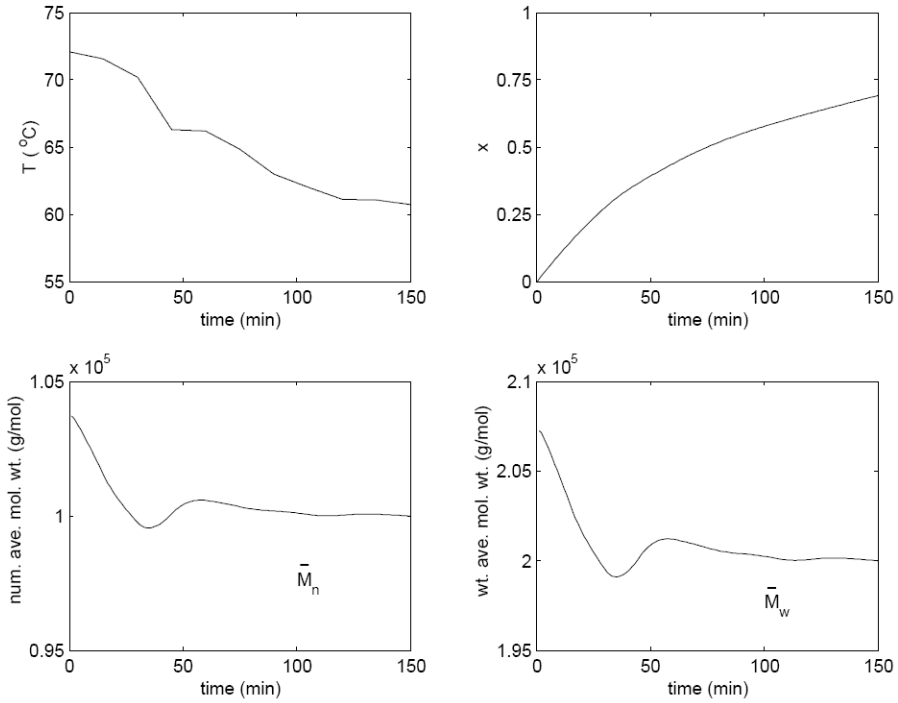 75
70
65
60
55
T ( °C)
0 50 100 150
time (min)
1
0.75
0.5
0.25
0
x
0 50 100 150
time (min)
x 10^5
1.05
1
0.95
num. ave. mol. wt. (g/mol)
M̄n
0 50 100 150
time (min)
x 10^5
2.1
2.05
2
1.95
wt. ave. mol. wt. (g/mol)
M̄w
0 50 100 150
time (min)